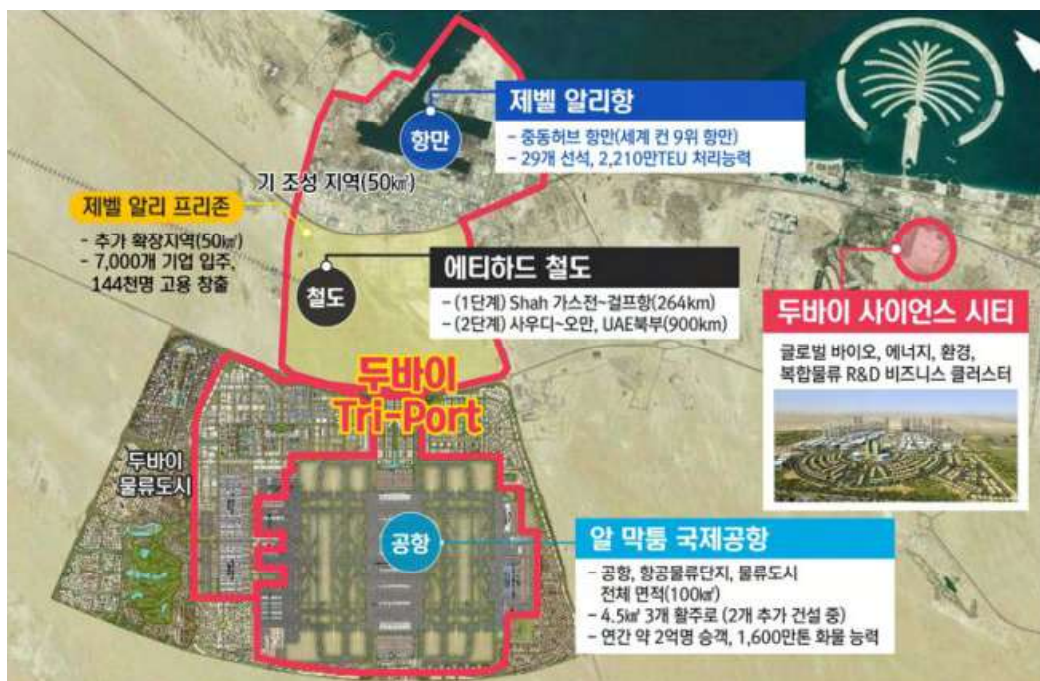 제벨 알리항
- 중동허브 항만(세계 컨 9위 항만)
- 29개 선석, 2,210만TEU 처리능력
항만
기 조성 지역(50㎢)
제벨 알리 프리존
- 추가 확장지역(50㎢)
- 7,000개 기업 입주,
144천명 고용 창출
철도
에티하드 철도
- (1단계) Shah 가스전~걸프항(264km)
- (2단계) 사우디~오만, UAE북부(900km)
두바이 사이언스 시티
글로벌 바이오, 에너지, 환경,
복합물류 R&D 비즈니스 클러스터
두바이
Tri-Port
두바이
물류도시
공항
알 막툼 국제공항
- 공항, 항공물류단지, 물류도시
전체 면적(100㎢)
- 4.5㎢ 3개 활주로 (2개 추가 건설 중)
- 연간 약 2억명 승객, 1,600만톤 화물 능력